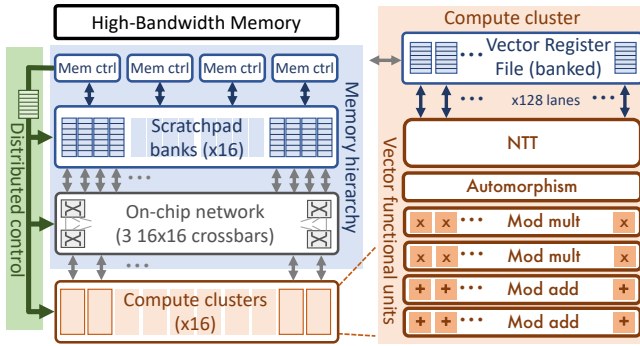 High-Bandwidth Memory
Mem ctrl
Mem ctrl
Mem ctrl
Mem ctrl
Scratchpad
banks (x16)
...
On-chip network
(3 16x16 crossbars)
...
Compute clusters
(x16)
Distributed control
Memory hierarchy
Compute cluster
Vector Register
File (banked)
...
... x128 lanes ...
NTT
Automorphism
x x ... Mod mult x
x x ... Mod mult x
+ + ... Mod add +
+ + ... Mod add +
Vector functional
units